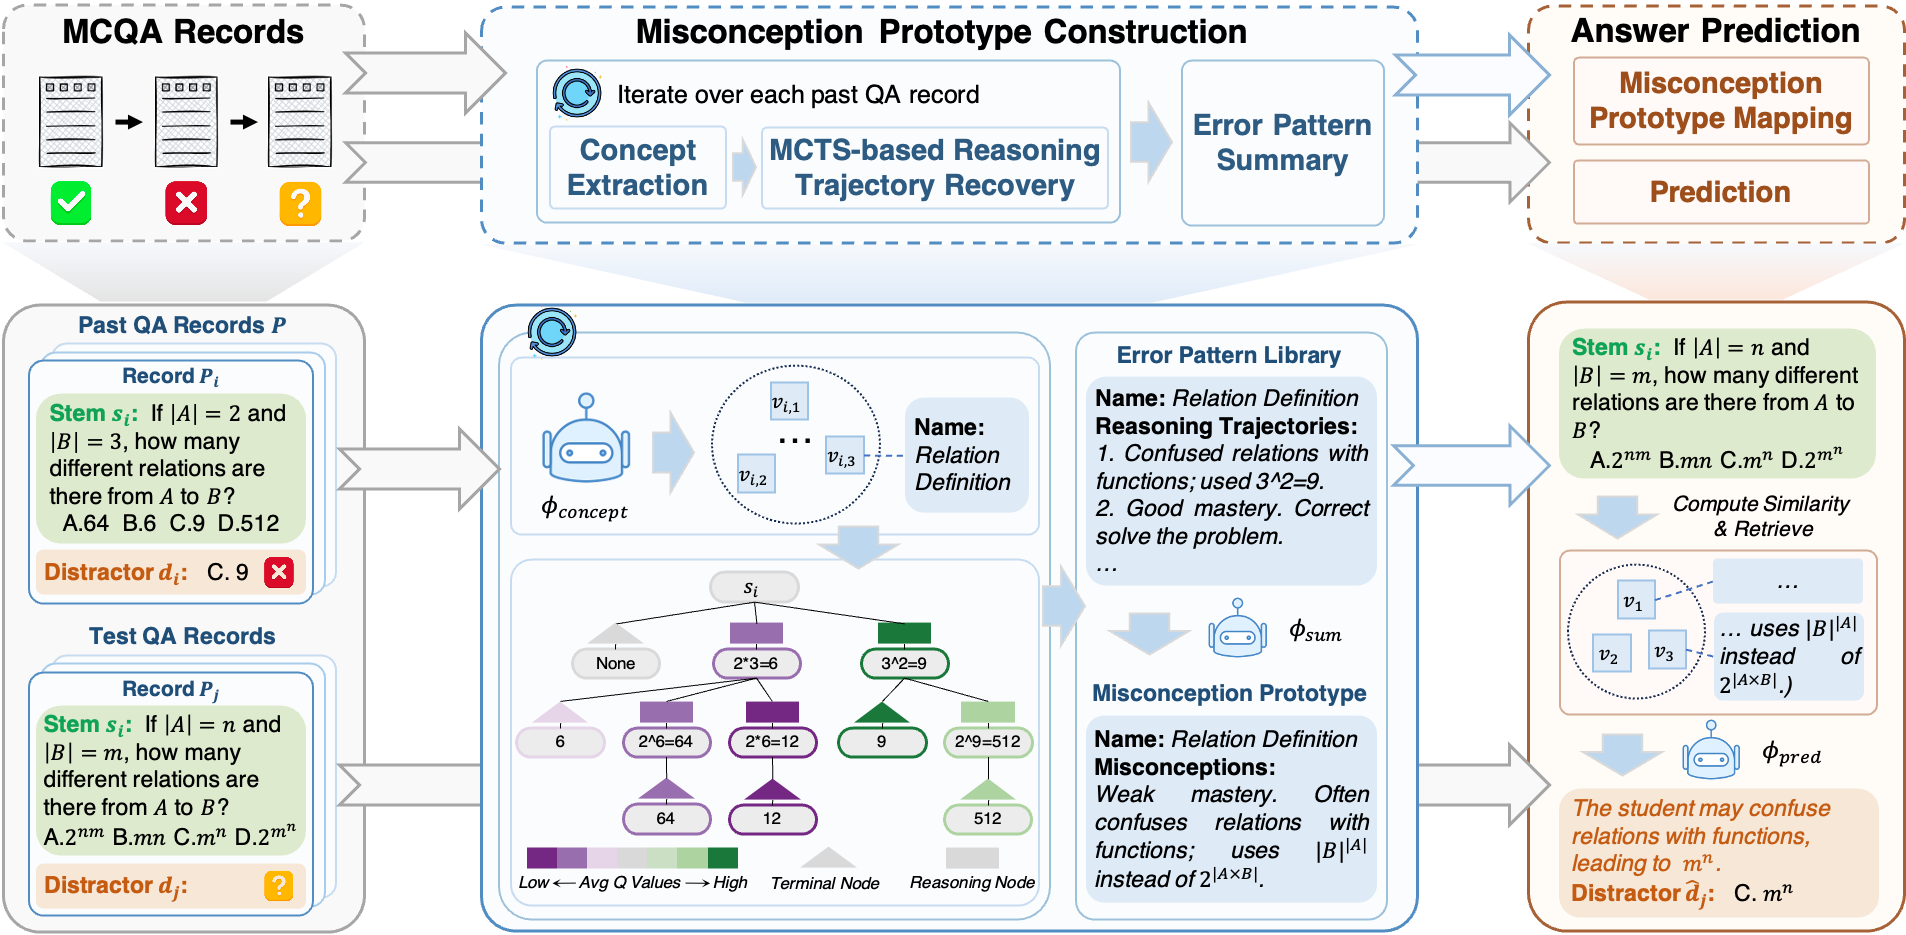 MCQA Records
Misconception Prototype Construction
Iterate over each past QA record
Concept
Extraction
MCTS-based Reasoning
Trajectory Recovery
Error Pattern
Summary
Answer Prediction
Misconception
Prototype Mapping
Prediction
Past QA Records P
Record P_i
Stem s_i: If |A| = 2 and
|B| = 3, how many
different relations are
there from A to B?
A.64 B.6 C.9 D.512
Distractor d_i: C. 9
Test QA Records
Record P_j
Stem s_i: If |A| = n and
|B| = m, how many
different relations are
there from A to B?
A.2^{nm} B.mn C.m^n D.2^{m^n}
Distractor d_j:
ϕ_{concept}
v_{i,1}
...
v_{i,2}
v_{i,3}
Name:
Relation
Definition
s_i
None
2*3=6
3^2=9
6
2^6=64
2*6=12
9
2^9=512
64
12
512
Low ← Avg Q Values → High
Terminal Node
Reasoning Node
Error Pattern Library
Name: Relation Definition
Reasoning Trajectories:
1. Confused relations with
functions; used 3^2=9.
2. Good mastery. Correct
solve the problem.
...
ϕ_{sum}
Misconception Prototype
Name: Relation Definition
Misconceptions:
Weak mastery. Often
confuses relations with
functions; uses |B|^{|A|}
instead of 2^{|A×B|}.
Stem s_i: If |A| = n and
|B| = m, how many different
relations are there from A to
B?
A.2^{nm} B.mn C.m^n D.2^{m^n}
Compute Similarity
& Retrieve
v_1
v_2
v_3
...
... uses |B|^{|A|}
instead of
2^{|A×B|}.)
ϕ_{pred}
The student may confuse
relations with functions,
leading to m^n.
Distractor d̂_j: C. m^n